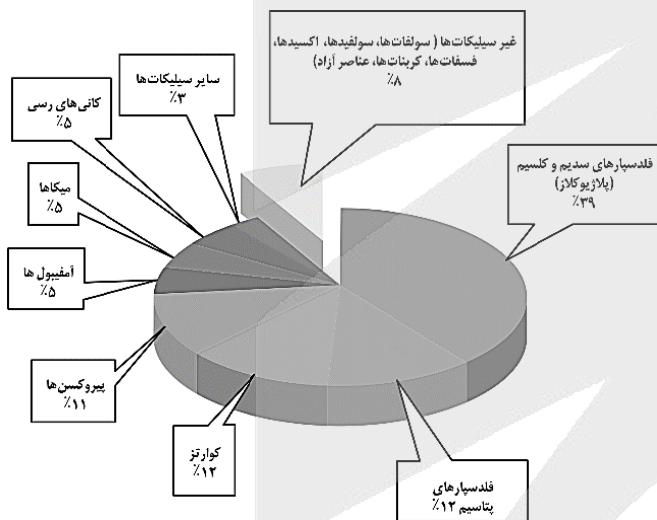 غیر سیلیکات‌ها ( سولفات‌ها، سولفیدها، اکسیدها،
فسفات‌ها، کربنات‌ها، عناصر آزاد)
٪۸
فلدسپارهای سدیم و کلسیم
(پلاژیوکلاز)
٪۳۹
فلدسپارهای
پتاسیم ۱۲٪
کوارتز
٪۱۲
پیروکسن‌ها
٪۱۱
آمفیبول ها
٪۵
میکاها
٪۵
کانی‌های رسی
٪۵
سایر سیلیکات‌ها
٪۳